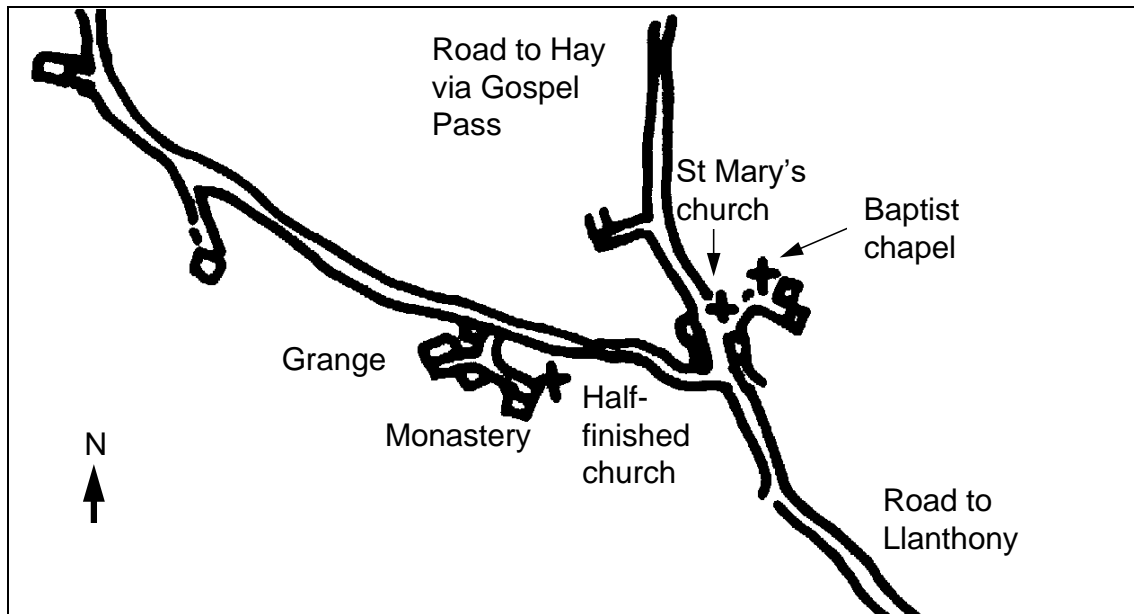 Road to Hay
via Gospel
Pass
St Mary's
church
Baptist
chapel
Grange
Monastery
Half-
finished
church
N
Road to
Llanthony